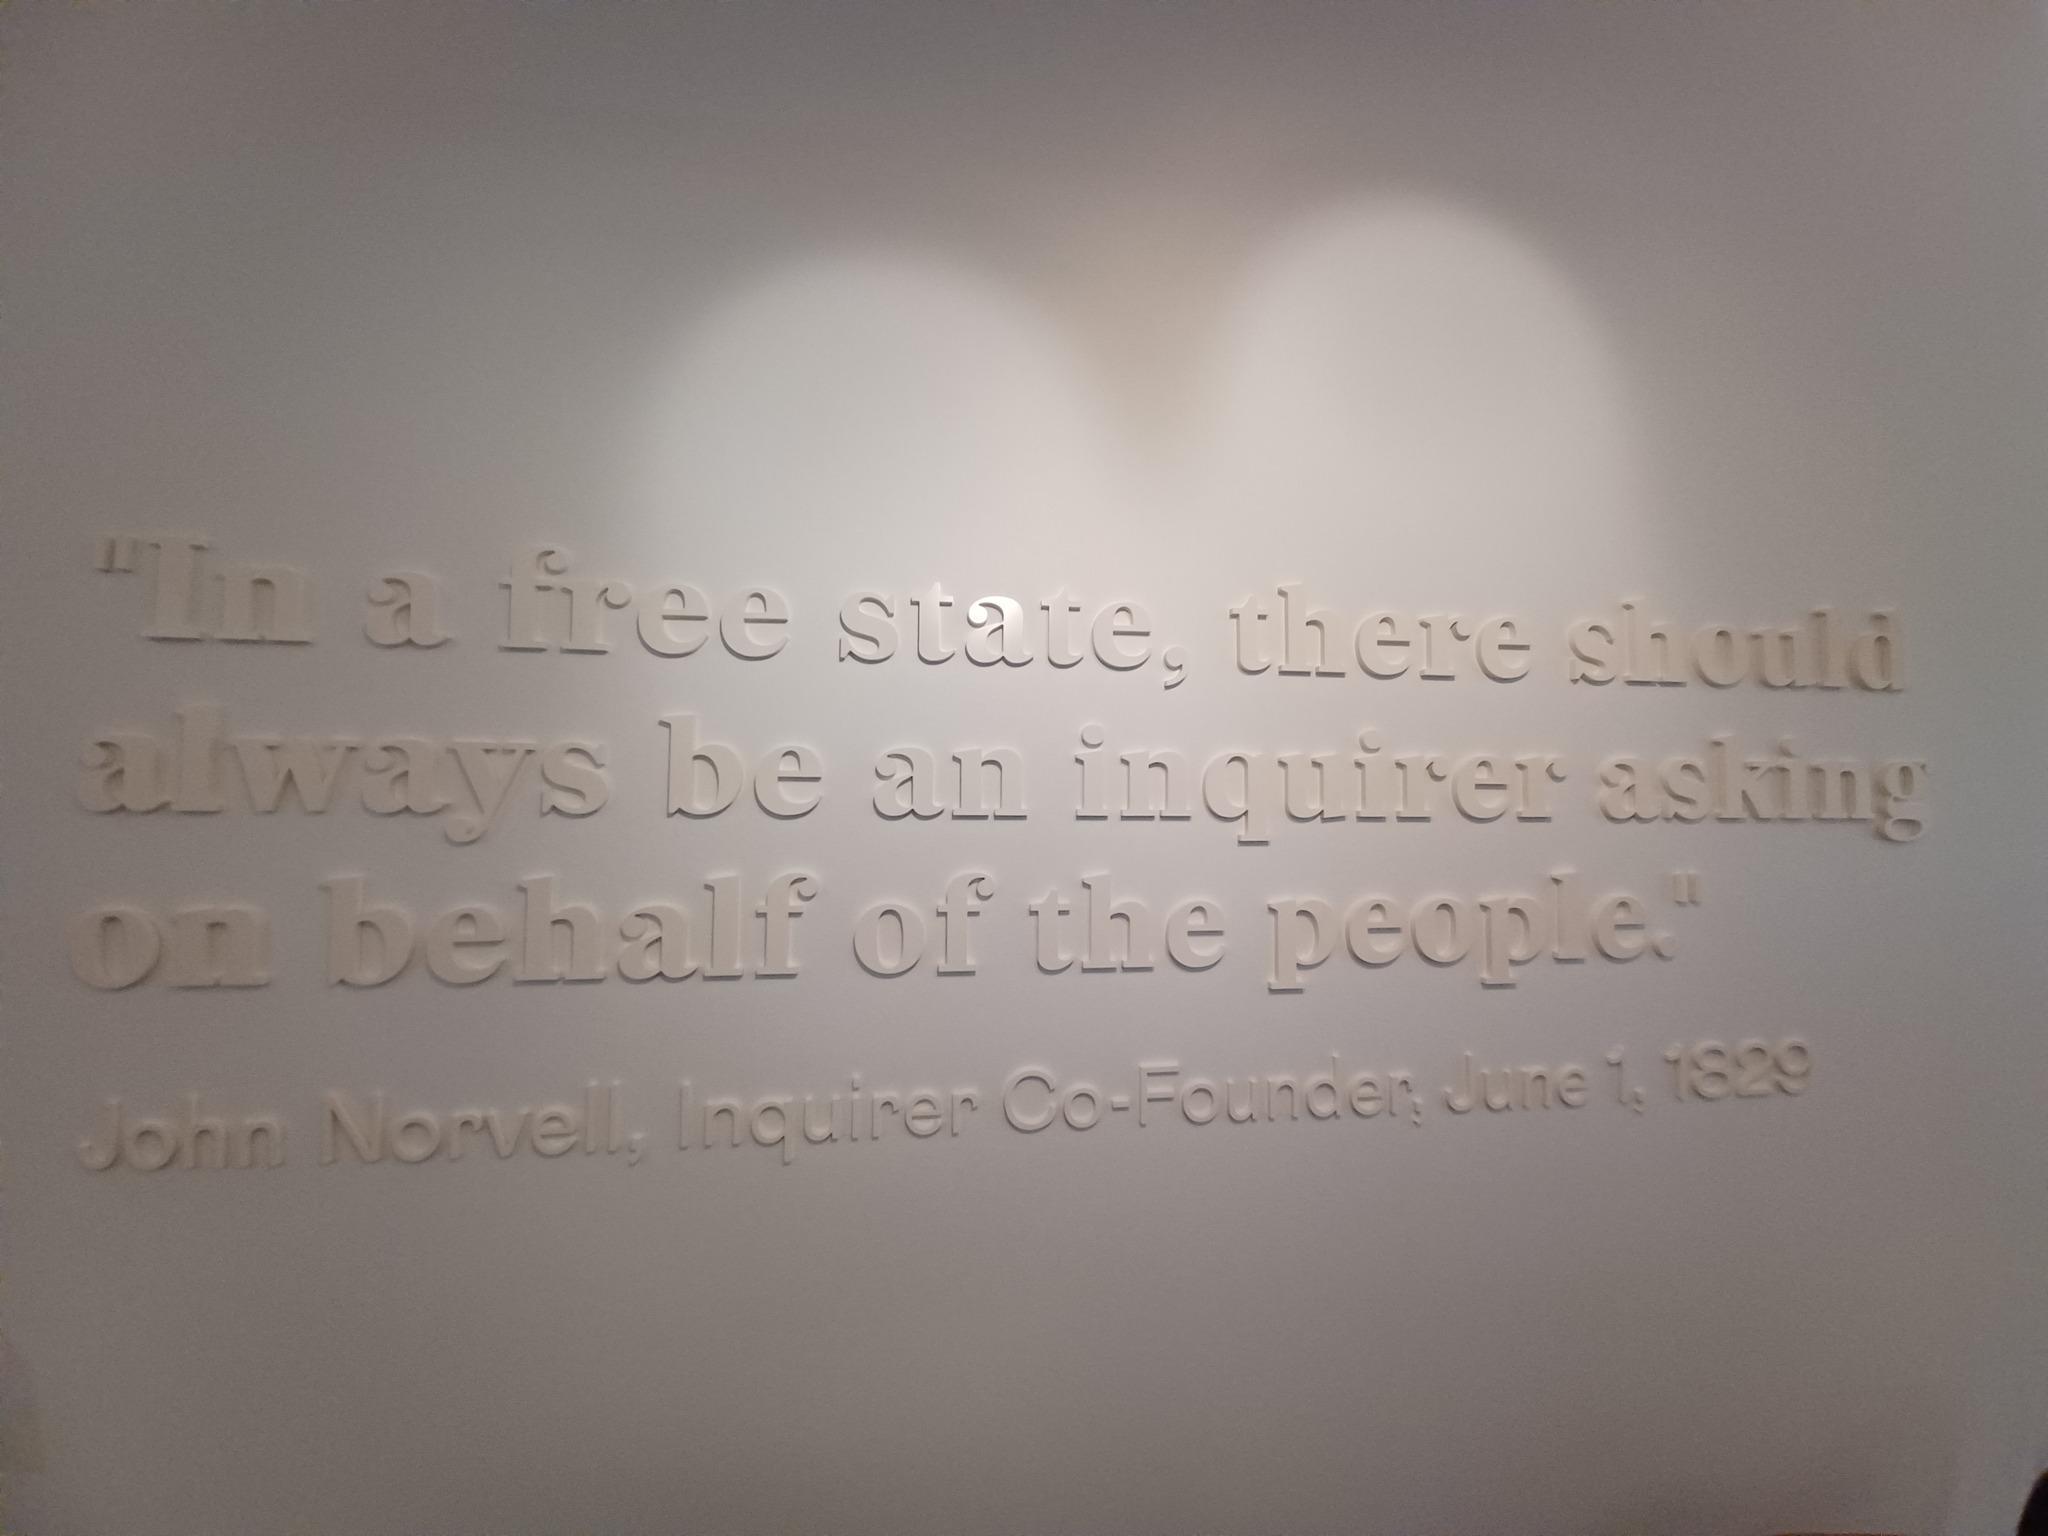 "In a free state, there should
always be an inquirer asking
on behalf of the people."
John Norvell, Inquirer Co-Founder, June 1, 1829